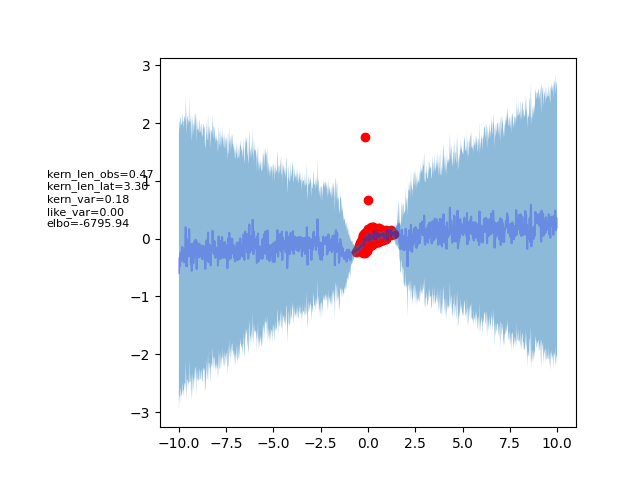 3
2
1
0
−1
−2
−3
kern_len_obs=0.47
kern_len_lat=3.30
kern_var=0.18
like_var=0.00
elbo=-6795.94
−10.0 −7.5 −5.0 −2.5 0.0 2.5 5.0 7.5 10.0